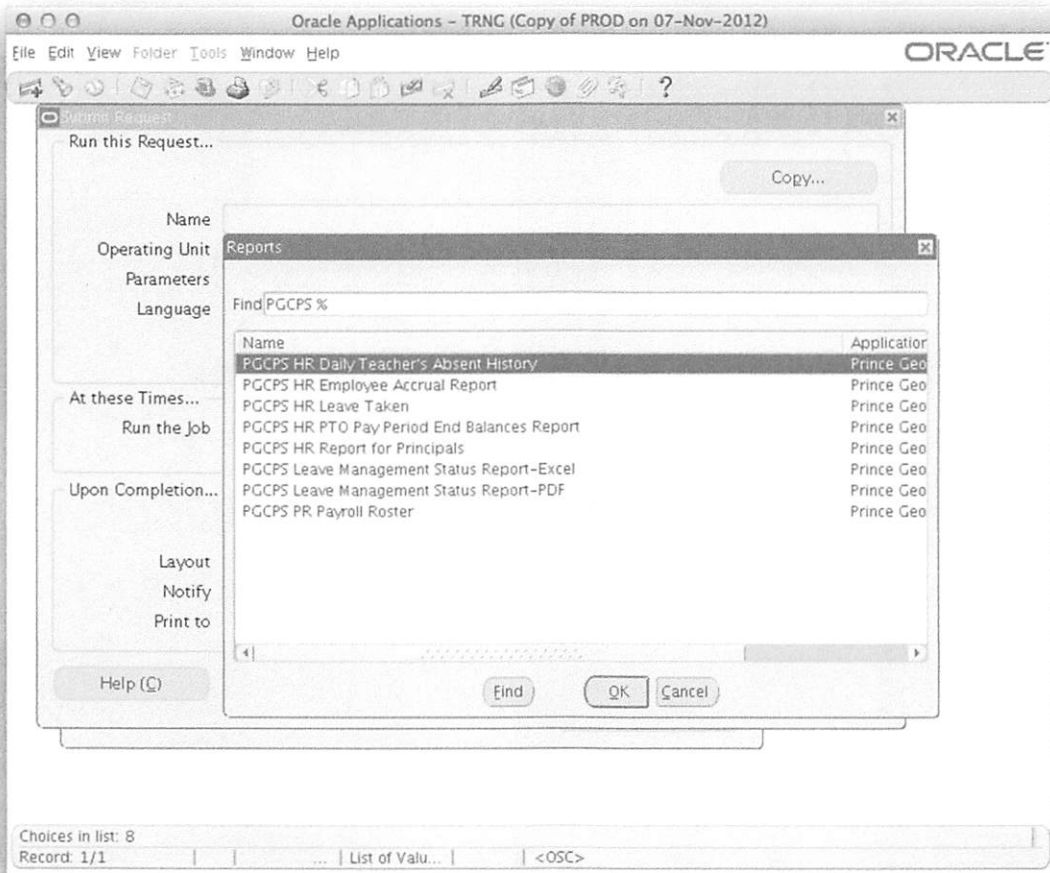 Oracle Applications - TRNG (Copy of PROD on 07-Nov-2012)
File Edit View Folder Tools Window Help
ORACLE
Submit Request
Run this Request...
Copy...
Name
Operating Unit
Parameters
Language
At these Times...
Run the Job
Upon Completion...
Layout
Notify
Print to
Help (C)
Reports
Find PGCPS %
Name Application
PGCPS HR Daily Teacher's Absent History Prince Geo
PGCPS HR Employee Accrual Report Prince Geo
PGCPS HR Leave Taken Prince Geo
PGCPS HR PTO Pay Period End Balances Report Prince Geo
PGCPS HR Report for Principals Prince Geo
PGCPS Leave Management Status Report-Excel Prince Geo
PGCPS Leave Management Status Report-PDF Prince Geo
PGCPS PR Payroll Roster Prince Geo
Find OK Cancel
Choices in list: 8
Record: 1/1 ... List of Valu... <OSC>